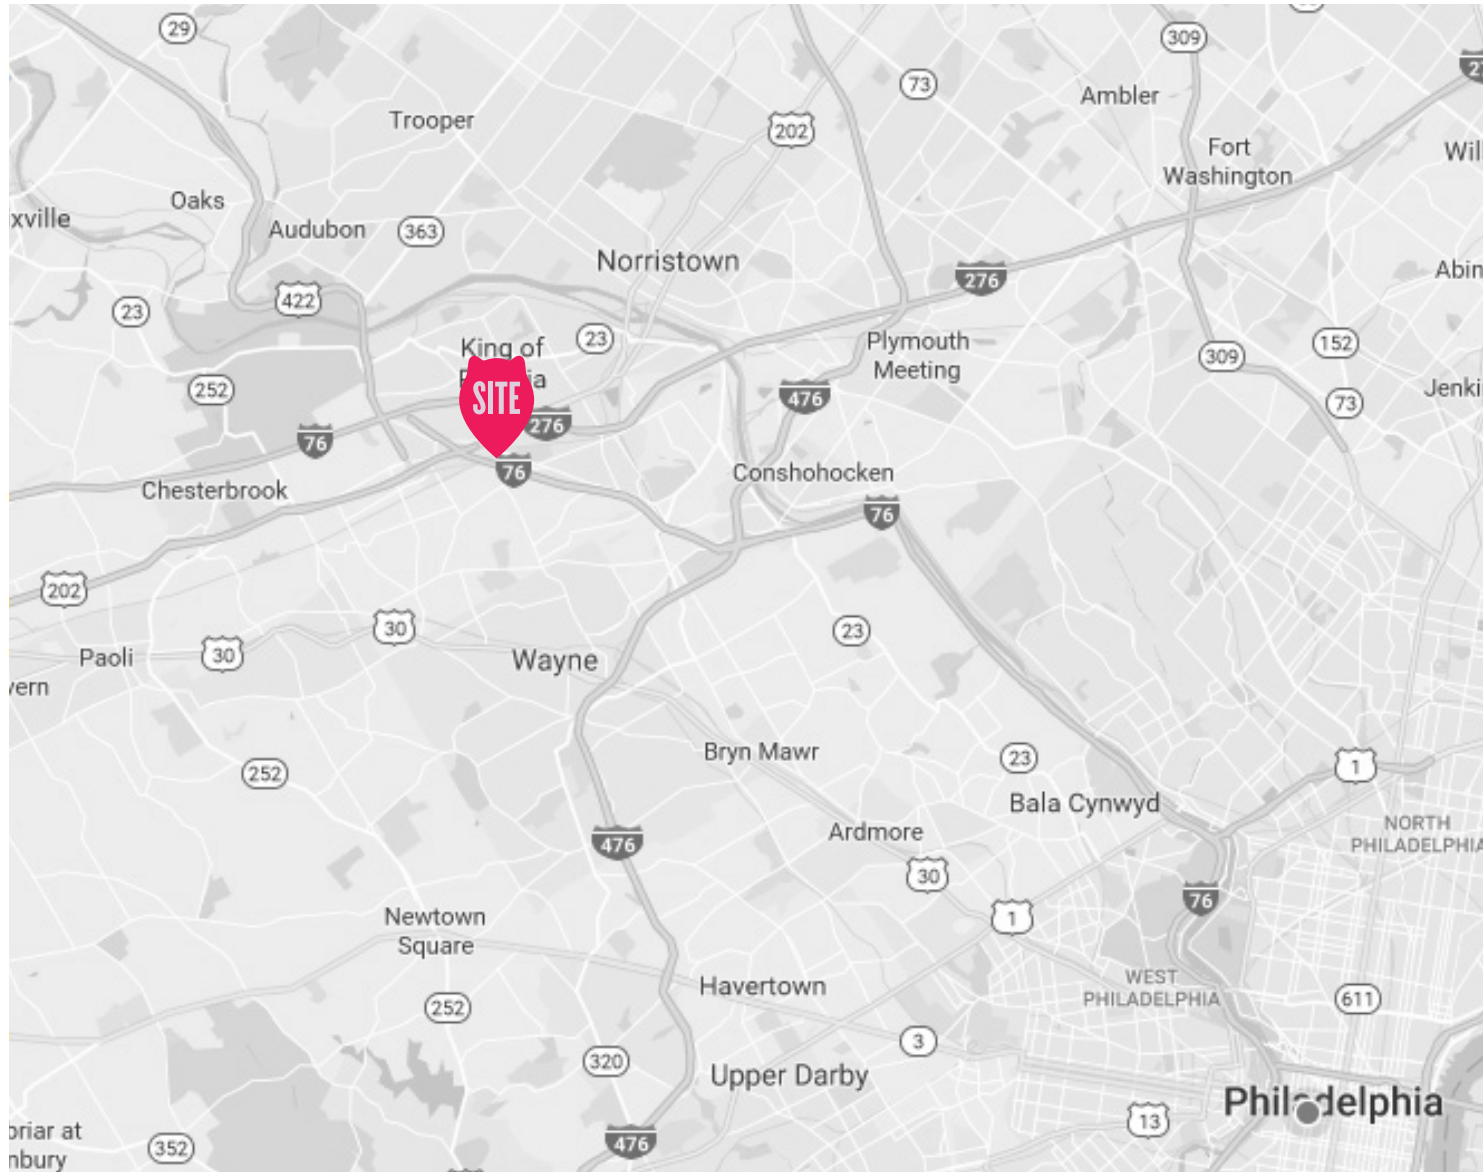 29
309
27
73
Ambler
Trooper
202
Fort
Washington
Wil
Oaks
xville
Audubon
363
Norristown
276
Abin
422
23
23
King of
Plymouth
Meeting
309
152
SITE
252
476
73
Jenki
276
76
76
Conshohocken
Chesterbrook
76
202
30
30
23
Paoli
Wayne
vern
Bryn Mawr
252
23
1
Bala Cynwyd
Ardmore
NORTH
PHILADELPHIA
476
30
76
1
Newtown
Square
Havertown
WEST
PHILADELPHIA
252
611
320
3
Upper Darby
Philadelphia
13
briar at
nbury
352
476